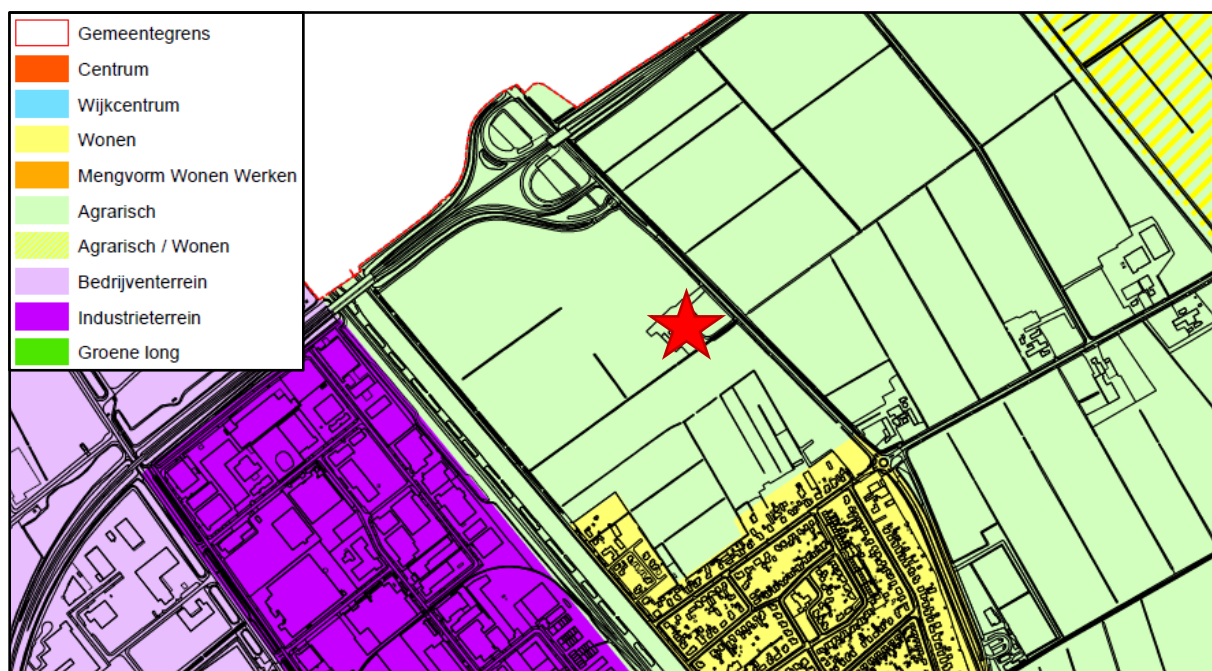 Gemeentegrens
Centrum
Wijkcentrum
Wonen
Mengvorm Wonen Werken
Agrarisch
Agrarisch / Wonen
Bedrijventerrein
Industrieterrein
Groene long